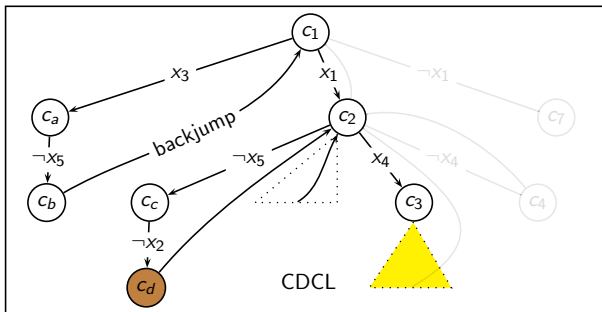 c1
x3
x1
¬x1
ca
c2
c7
backjump
¬x5
¬x5
x4
¬x4
cb
cc
c3
c4
¬x2
cd
CDCL